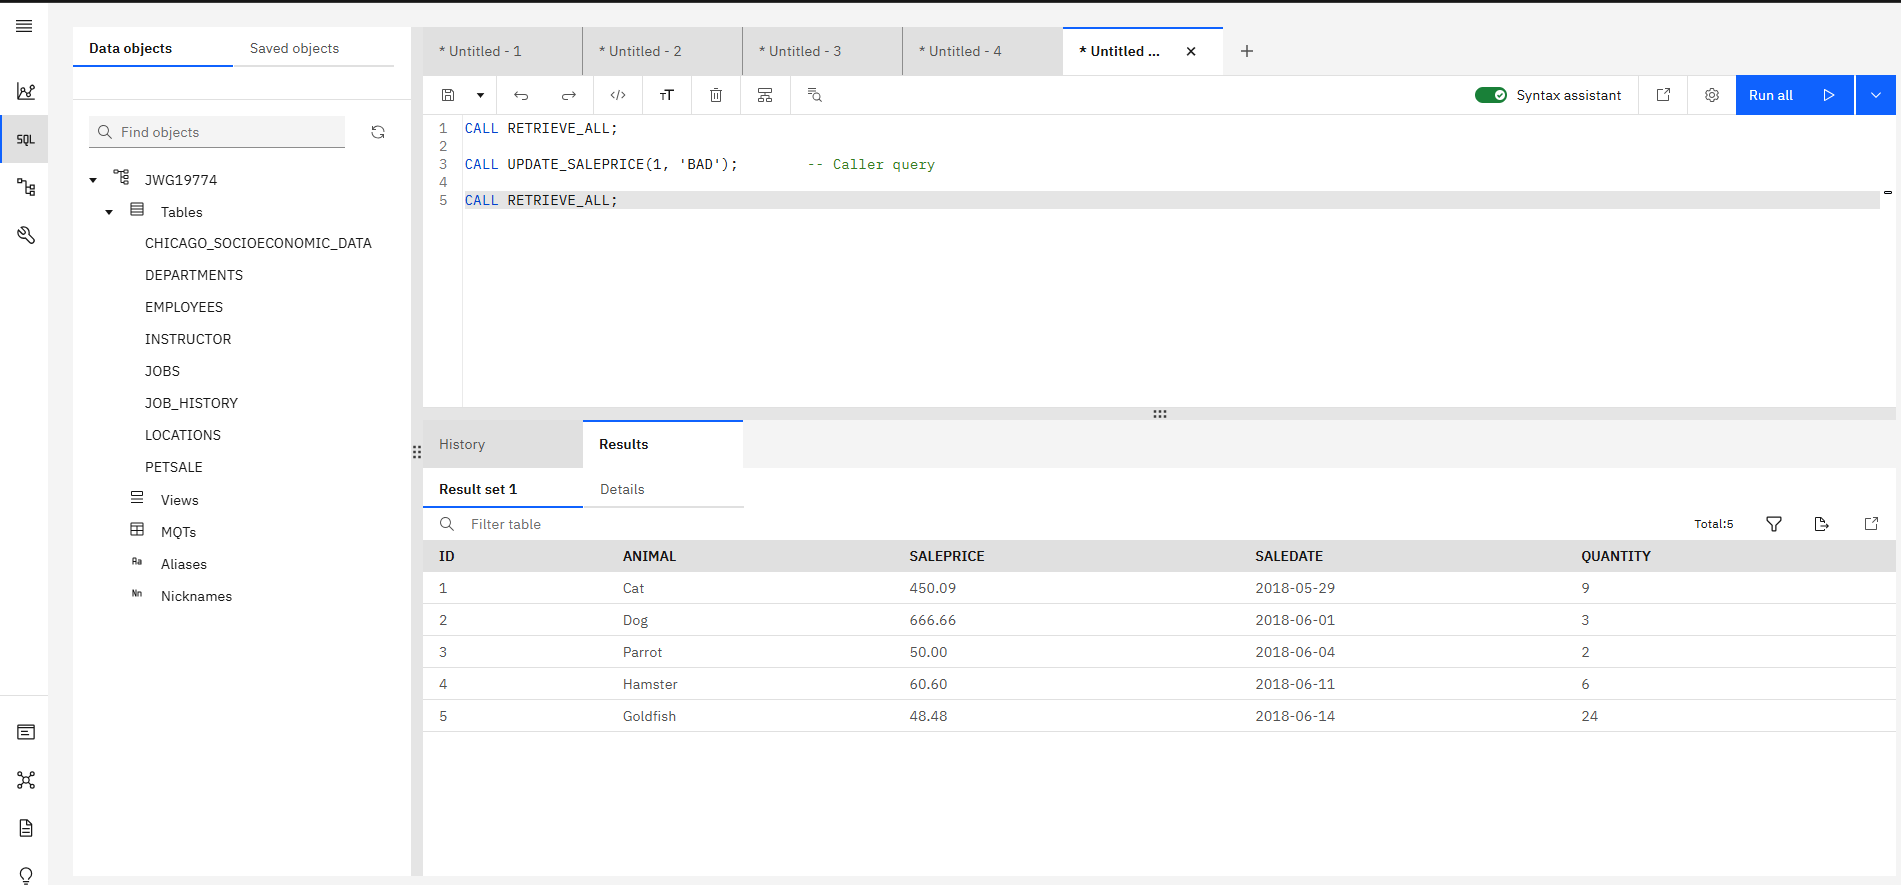 Data objects
Saved objects
Find objects
SQL
JWG19774
Tables
CHICAGO_SOCIOECONOMIC_DATA
DEPARTMENTS
EMPLOYEES
INSTRUCTOR
JOBS
JOB_HISTORY
LOCATIONS
PETSALE
Views
MQTs
Aa Aliases
Nn Nicknames
* Untitled - 1
* Untitled - 2
* Untitled - 3
* Untitled - 4
* Untitled ...
</> TT
Syntax assistant
Run all
1 CALL RETRIEVE_ALL;
2
3 CALL UPDATE_SALEPRICE(1, 'BAD'); -- Caller query
4
5 CALL RETRIEVE_ALL;
History
Results
Result set 1
Details
Filter table
Total:5
ID ANIMAL SALEPRICE SALEDATE QUANTITY
1 Cat 450.09 2018-05-29 9
2 Dog 666.66 2018-06-01 3
3 Parrot 50.00 2018-06-04 2
4 Hamster 60.60 2018-06-11 6
5 Goldfish 48.48 2018-06-14 24